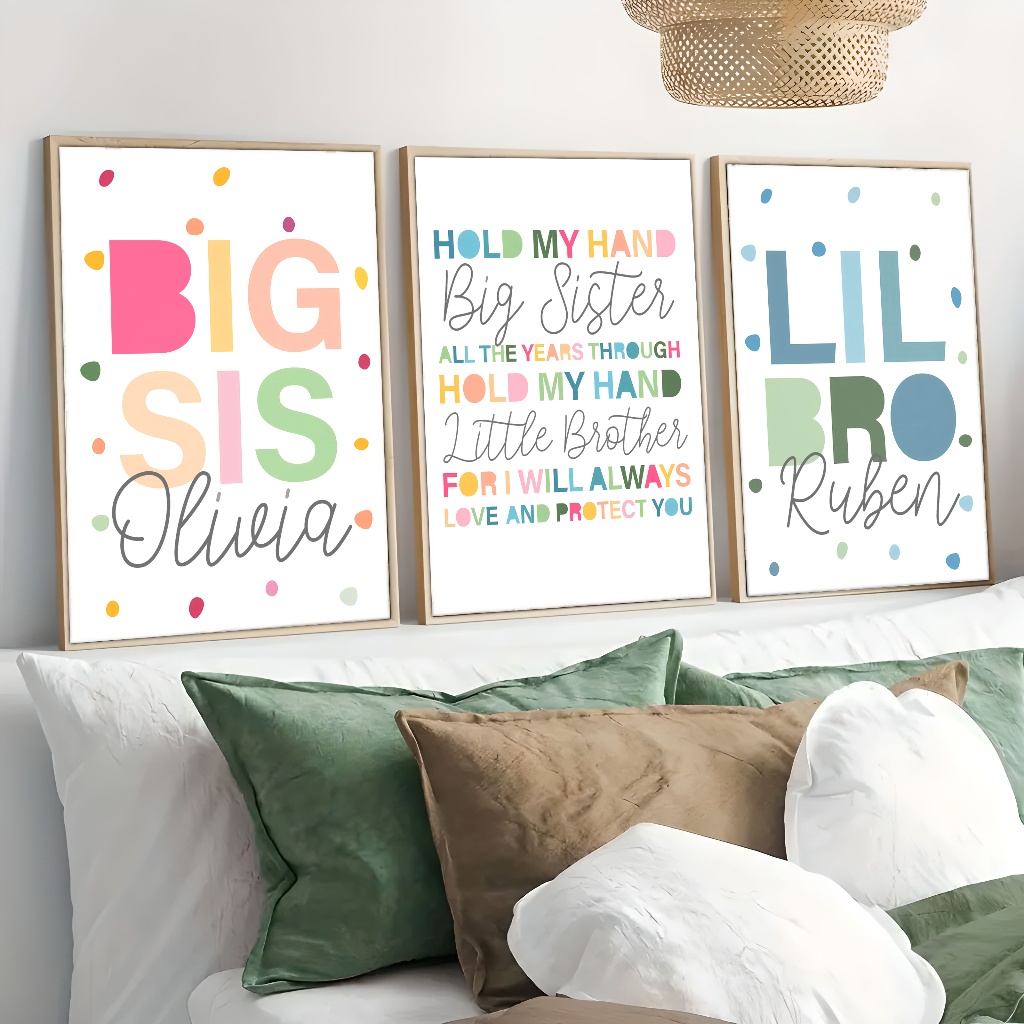 BIG
SIS
Olivia
HOLD MY HAND
Big Sister
ALL THE YEARS THROUGH
HOLD MY HAND
Little Brother
FOR I WILL ALWAYS
LOVE AND PROTECT YOU
LIL
BRO
Ruben